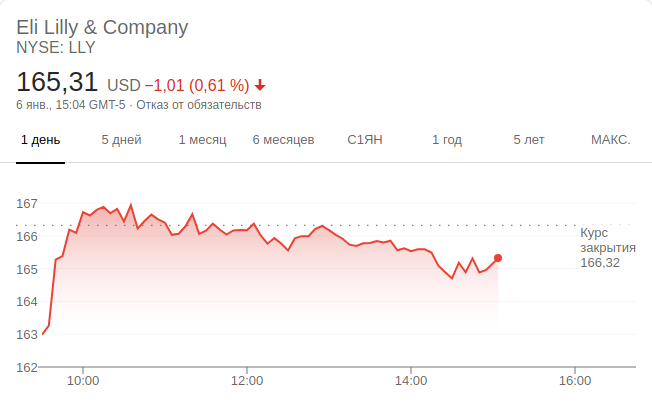 Eli Lilly & Company
NYSE: LLY
165,31 USD −1,01 (0,61 %)
6 янв., 15:04 GMT-5 · Отказ от обязательств
1 день 5 дней 1 месяц 6 месяцев С1ЯН 1 год 5 лет МАКС.
167
166
165
164
163
162
Курс
закрытия
166,32
10:00 12:00 14:00 16:00